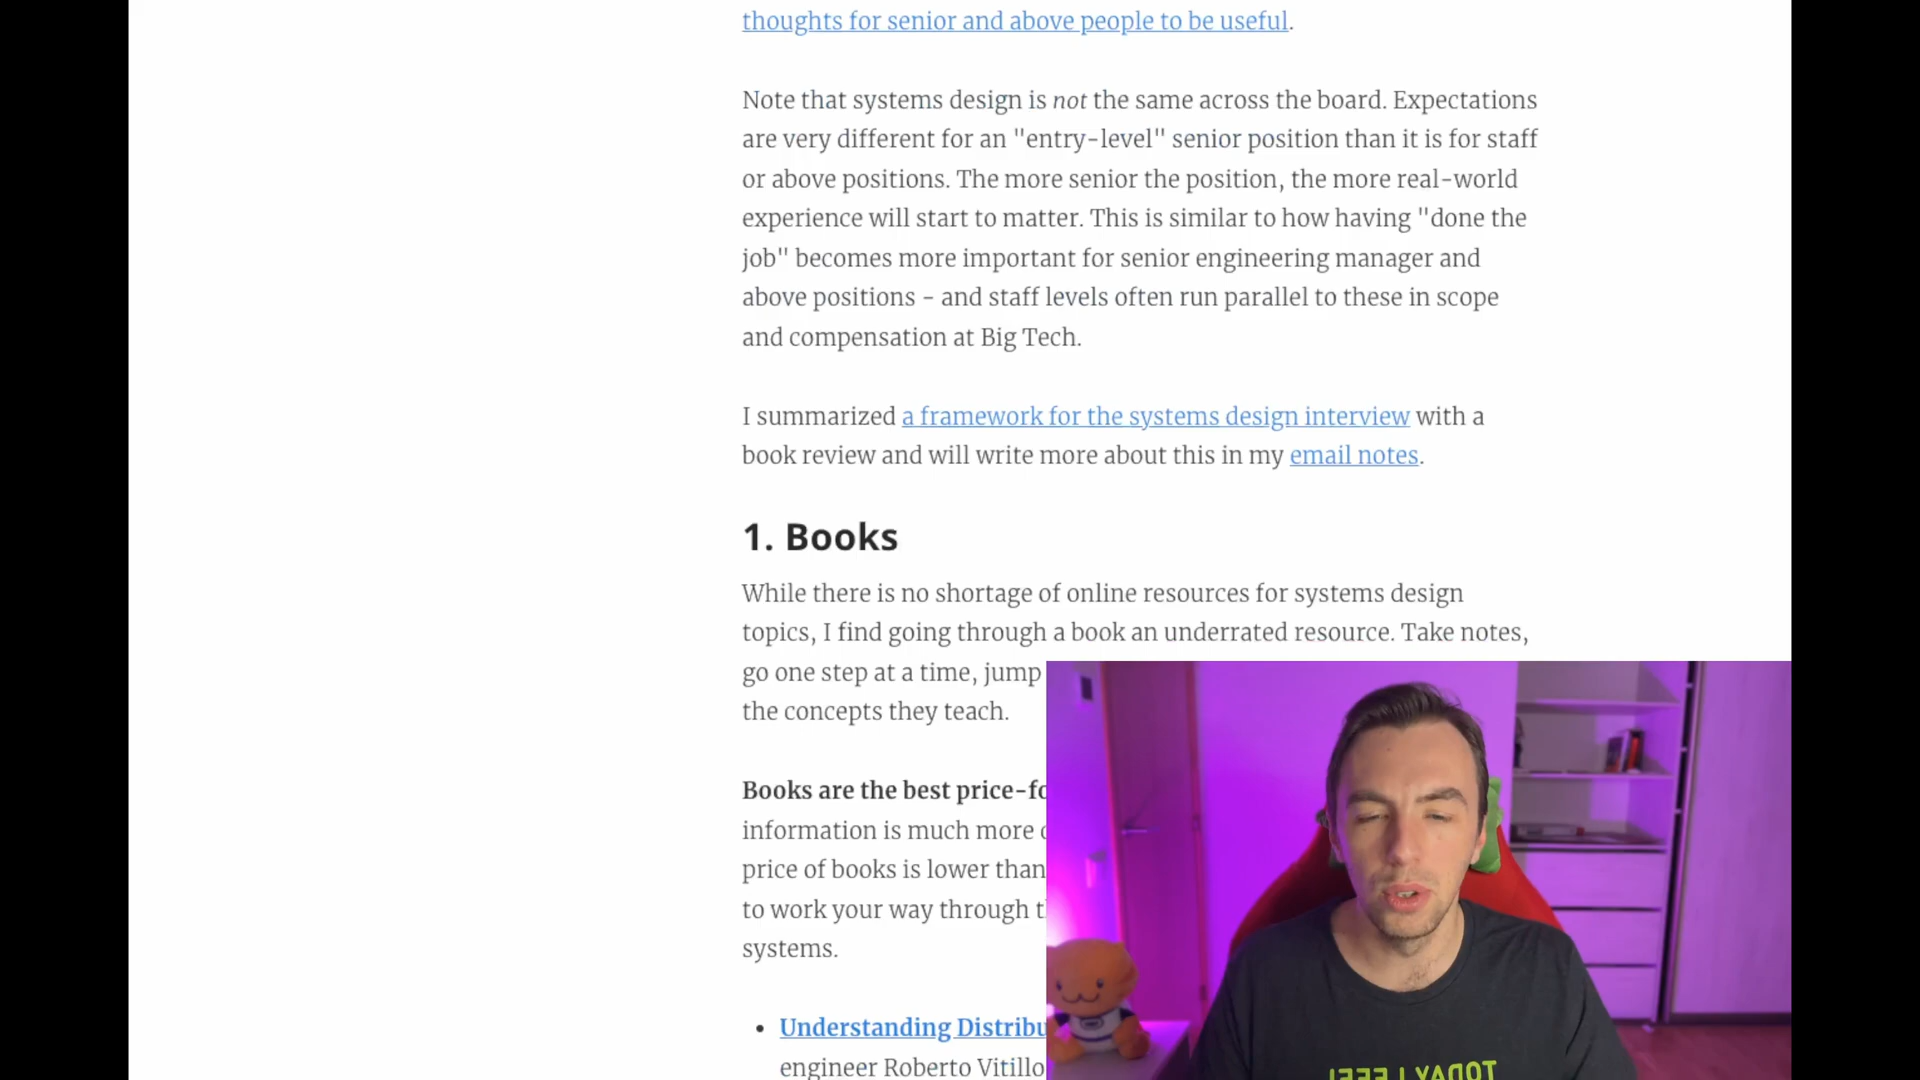 thoughts for senior and above people to be useful.
Note that systems design is not the same across the board. Expectations
are very different for an "entry-level" senior position than it is for staff
or above positions. The more senior the position, the more real-world
experience will start to matter. This is similar to how having "done the
job" becomes more important for senior engineering manager and
above positions - and staff levels often run parallel to these in scope
and compensation at Big Tech.
I summarized a framework for the systems design interview with a
book review and will write more about this in my email notes.
1. Books
While there is no shortage of online resources for systems design
topics, I find going through a book an underrated resource. Take notes,
go one step at a time, jump
the concepts they teach.
Books are the best price-fo
information is much more
price of books is lower than
to work your way through
systems.
• Understanding Distribu
engineer Roberto Vitillo
TODAY I FEEL